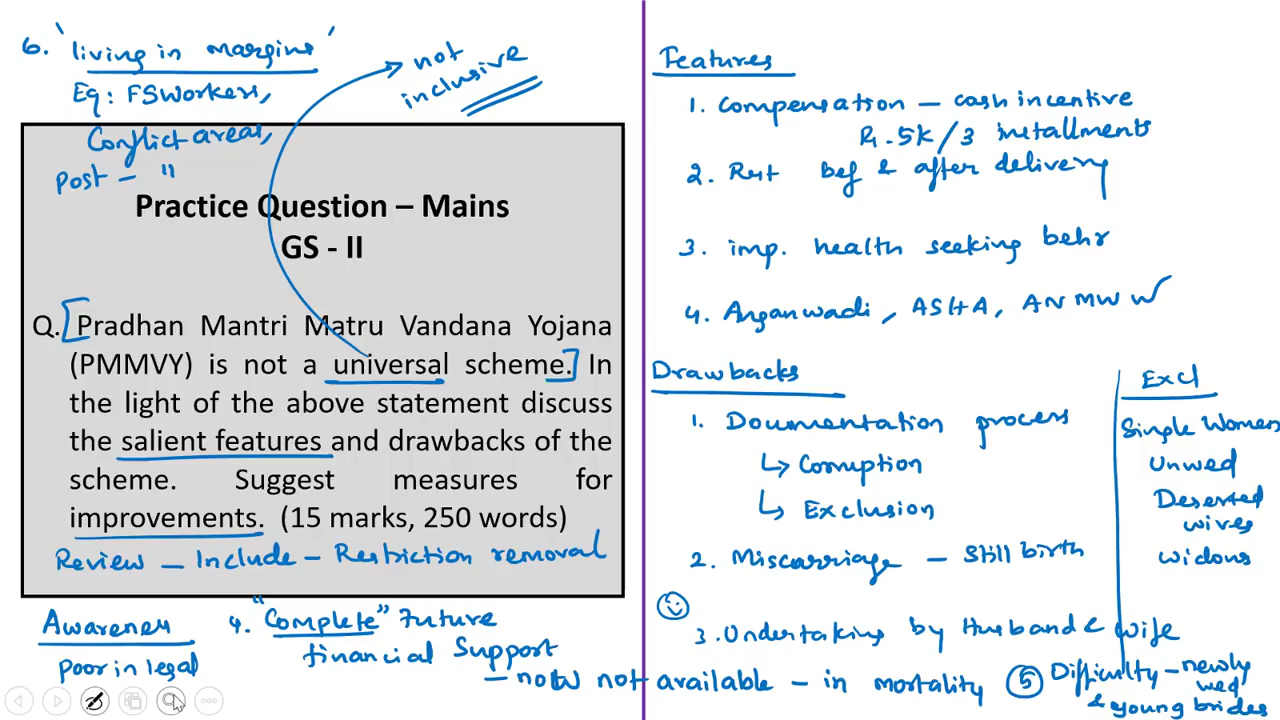 6. 'living in margins'
Eg: FSWorkers,
Conflict areas,
Post - "
not
inclusive
Practice Question – Mains
GS - II
Q. [Pradhan Mantri Matru Vandana Yojana
(PMMVY) is not a universal scheme.] In
the light of the above statement discuss
the salient features and drawbacks of the
scheme. Suggest measures for
improvements. (15 marks, 250 words)
Review - Include - Restriction removal
Awareness
Poor in legal
4. "Complete" Future
financial Support
- now not available - in mortality
Features
1. Compensation - cash incentive
Rs. 5K/3 installments
2. Rest bef & after delivery
3. imp. health seeking behr
4. Anganwadi, ASHA, ANMW
Drawbacks
1. Documentation process
↳ Corruption
↳ Exclusion
2. Miscarriage - Still birth
3. Undertaking by Husband & wife
5 Difficulty - newly
wed
& young brides
Excl
Single Women
Unwed
Deserted
wives
widows